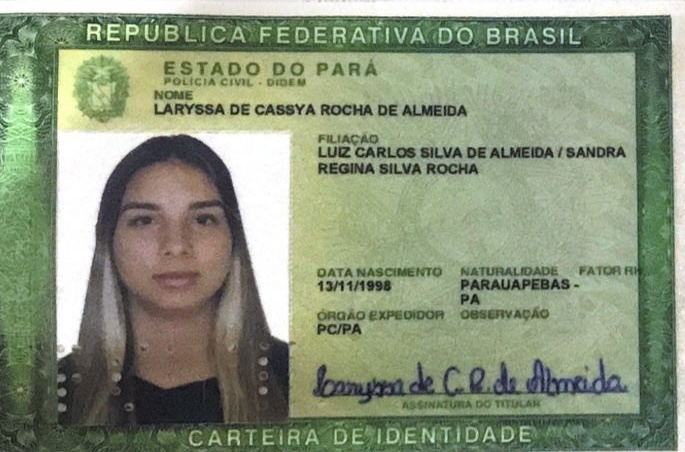 REPÚBLICA FEDERATIVA DO BRASIL
ESTADO DO PARÁ
POLÍCIA CIVIL - DIDEM
NOME
LARYSSA DE CASSYA ROCHA DE ALMEIDA
FILIAÇÃO
LUIZ CARLOS SILVA DE ALMEIDA / SANDRA
REGINA SILVA ROCHA
DATA NASCIMENTO NATURALIDADE FATOR RH
13/11/1998 PARAUAPEBAS -
PA
ÓRGÃO EXPEDIDOR OBSERVAÇÃO
PC/PA
Laryssa de C. R. de Almeida
ASSINATURA DO TITULAR
CARTEIRA DE IDENTIDADE